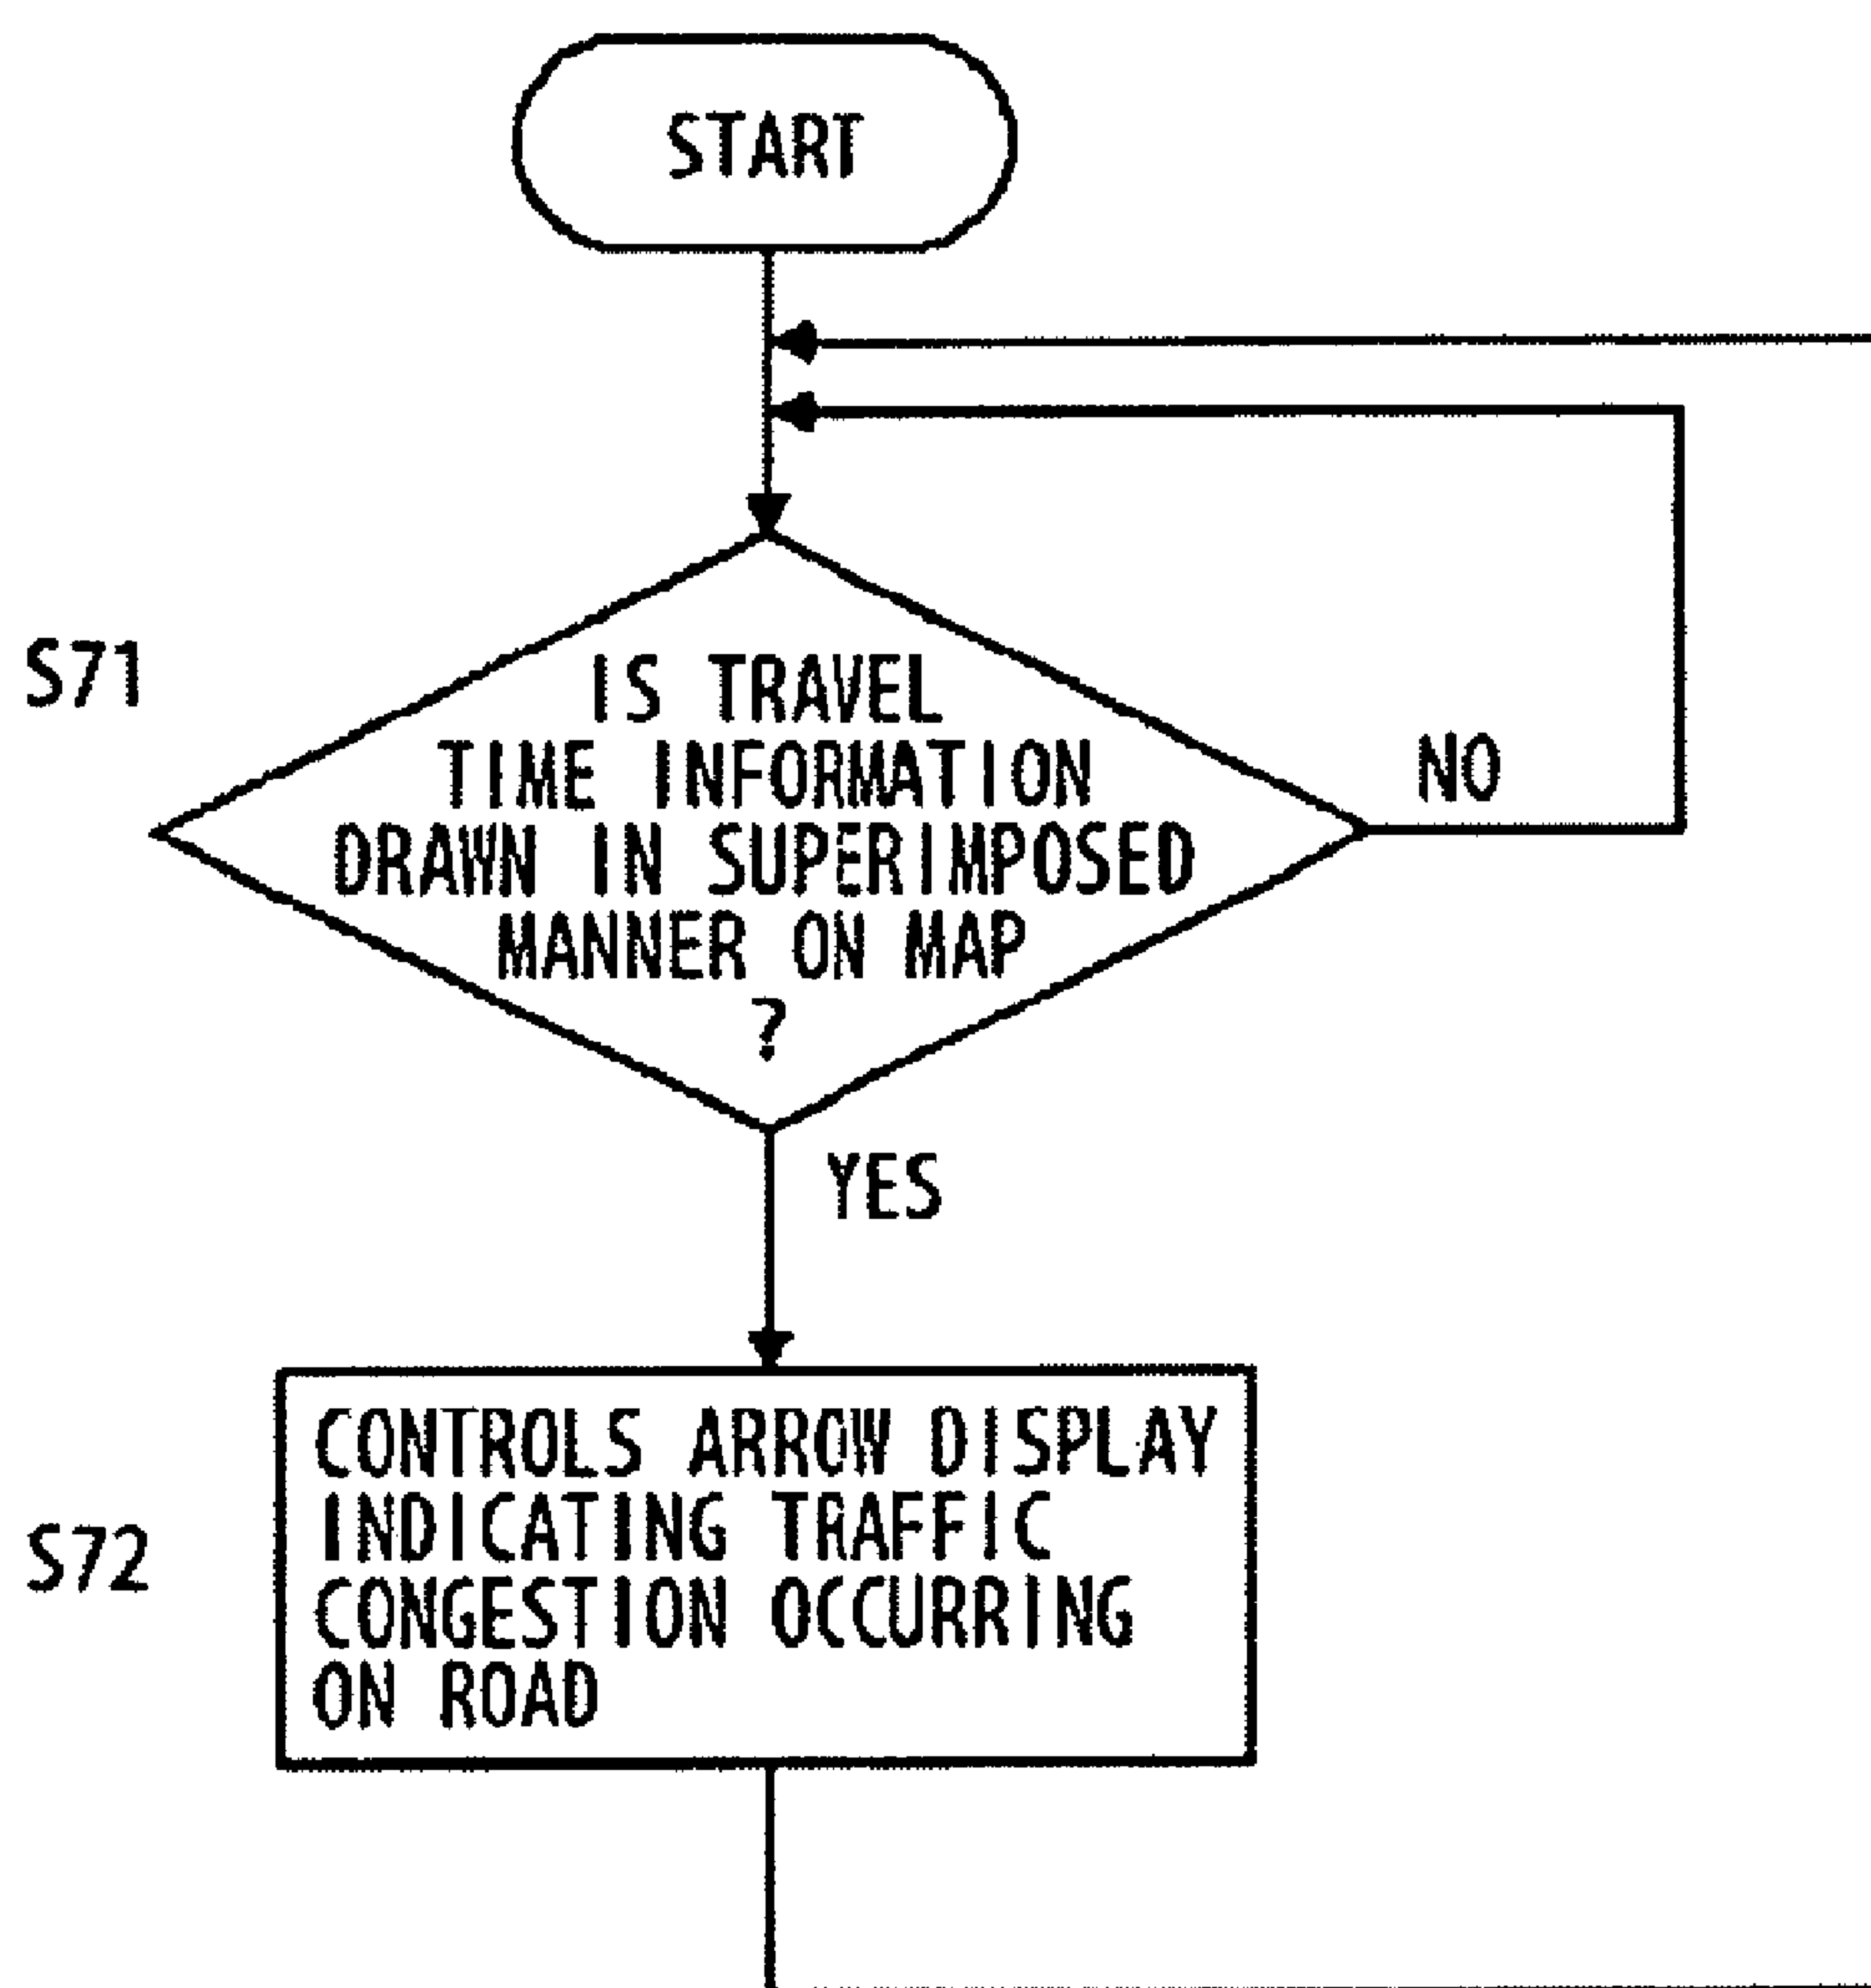 START
S71
IS TRAVEL
TIME INFORMATION
DRAWN IN SUPERIMPOSED
MANNER ON MAP
?
NO
YES
S72
CONTROLS ARROW DISPLAY
INDICATING TRAFFIC
CONGESTION OCCURRING
ON ROAD